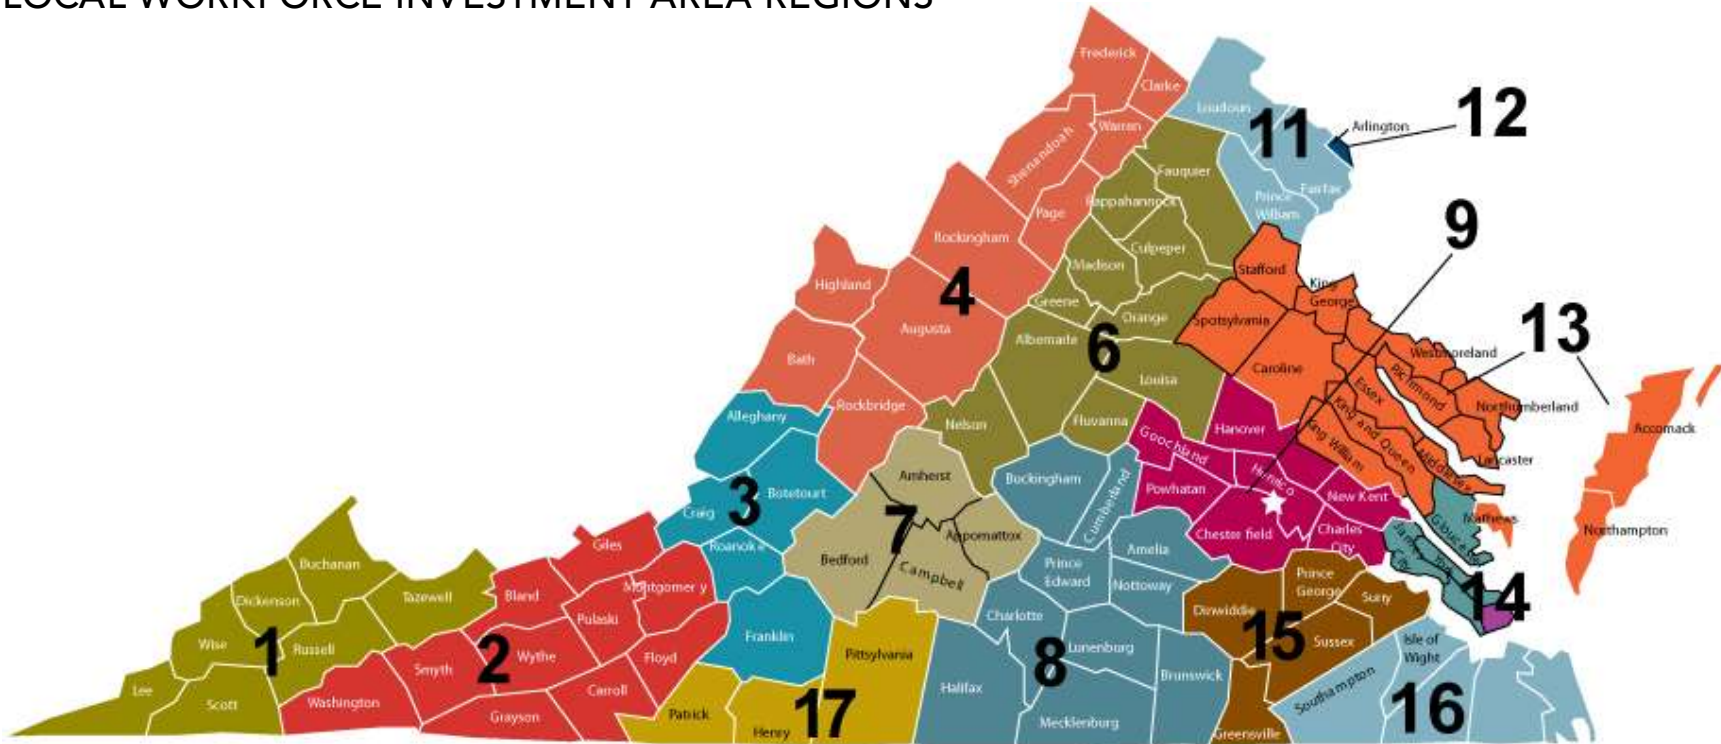 LOCAL WORKFORCE INVESTMENT AREA REGIONS
Frederick
Clarke
Warren
Shenandoah
Page
Rockingham
Highland
4
Augusta
Bath
Rockbridge
Loudoun
11
Arlington
12
Fairfax
Prince
William
Fauquier
Rappahannock
Culpeper
Madison
Greene
Orange
Albemarle
6
Louisa
Fluvanna
Nelson
9
Stafford
King
George
Spotsylvania
Caroline
13
Westmoreland
Richmond
Essex
Northumberland
King and Queen
King William
Lancaster
Middlesex
Accomack
Northampton
Hanover
Goochland
Henrico
Powhatan
New Kent
Chesterfield
Charles
City
Mathews
James
City
14
Alleghany
Botetourt
3
Craig
Roanoke
Franklin
Amherst
7
Appomattox
Bedford
Campbell
Buckingham
Cumberland
Amelia
Prince
Edward
Nottoway
Charlotte
Lunenburg
8
Halifax
Mecklenburg
Brunswick
Prince
George
Surry
Dinwiddie
15
Sussex
Greensville
Isle of
Wight
Southampton
16
Giles
Montgomery
Bland
Pulaski
2
Wythe
Floyd
Smyth
Carroll
Washington
Grayson
Buchanan
Dickenson
Tazewell
Wise
1
Russell
Lee
Scott
Pittsylvania
Patrick
17
Henry